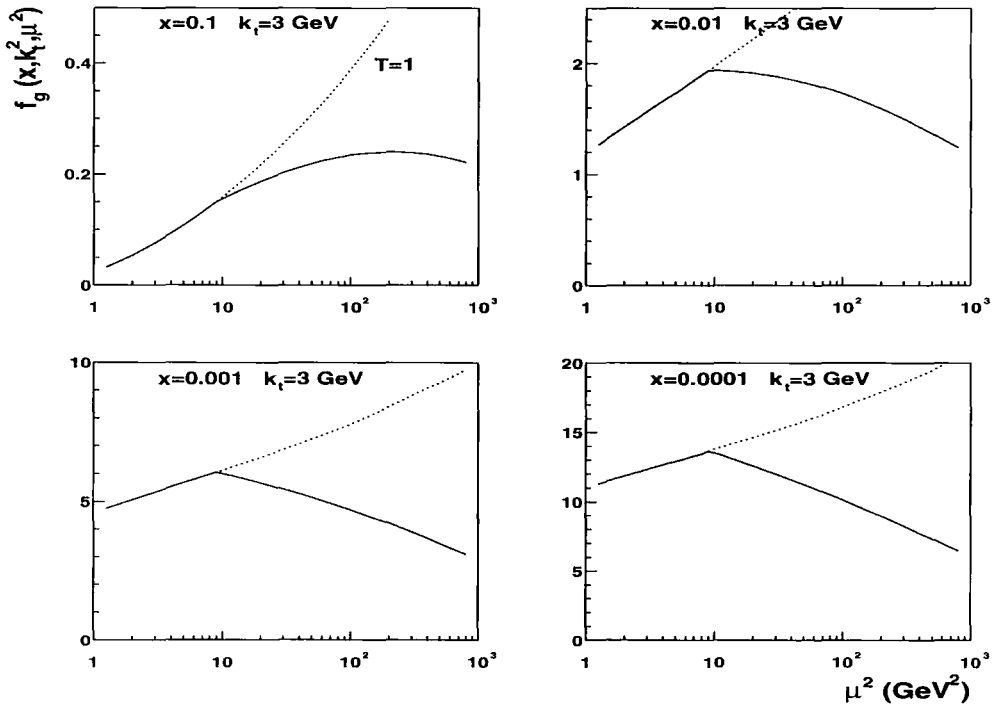 f_g (x,k_t^2,μ^2)
x=0.1 k_t=3 GeV
T=1
0.4
0.2
0
1 10 10^2 10^3
x=0.01 k_t=3 GeV
2
1
0
1 10 10^2 10^3
x=0.001 k_t=3 GeV
10
5
0
1 10 10^2 10^3
x=0.0001 k_t=3 GeV
20
15
10
5
0
1 10 10^2 10^3
μ^2 (GeV^2)